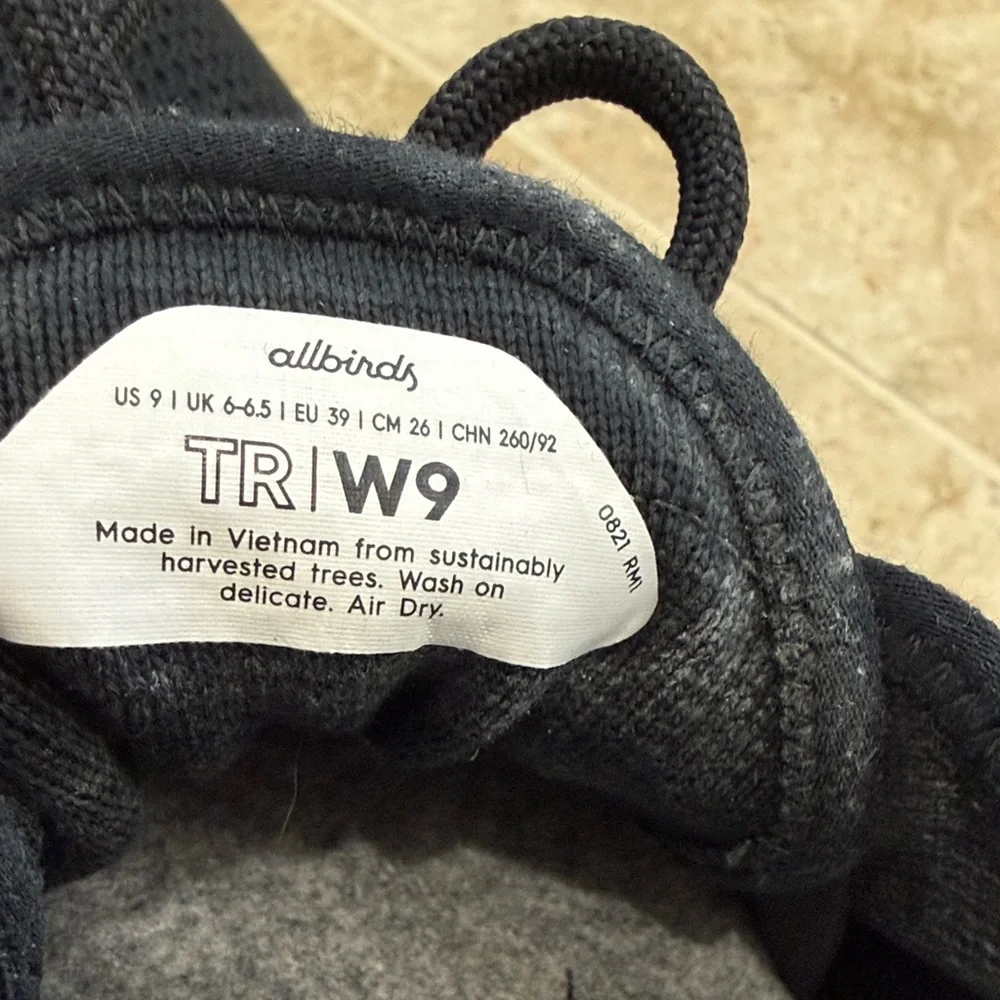 allbirds
US 9 | UK 6-6.5 | EU 39 | CM 26 | CHN 260/92
TR | W9
Made in Vietnam from sustainably
harvested trees. Wash on
delicate. Air Dry.
0821 RM1